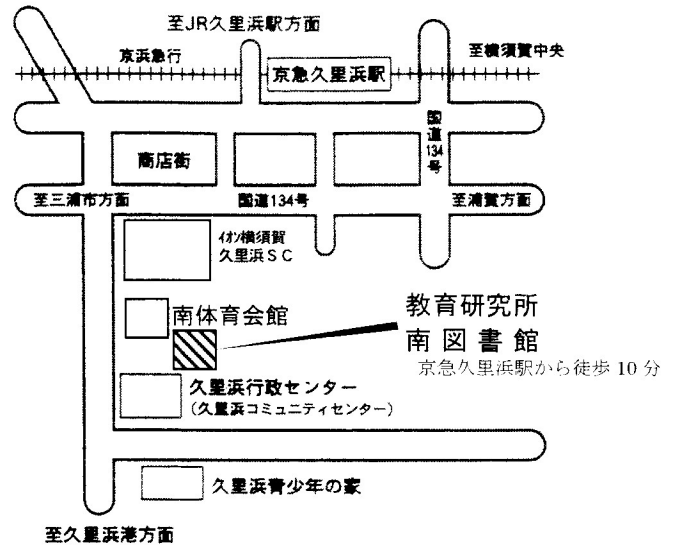 至JR久里浜駅方面
京浜急行
至横須賀中央
京急久里浜駅
国道134号
商店街
至三浦市方面
国道134号
至浦賀方面
イオン横須賀
久里浜SC
教育研究所
南体育会館
南図書館
京急久里浜駅から徒歩10分
久里浜行政センター
(久里浜コミュニティセンター)
久里浜青少年の家
至久里浜港方面